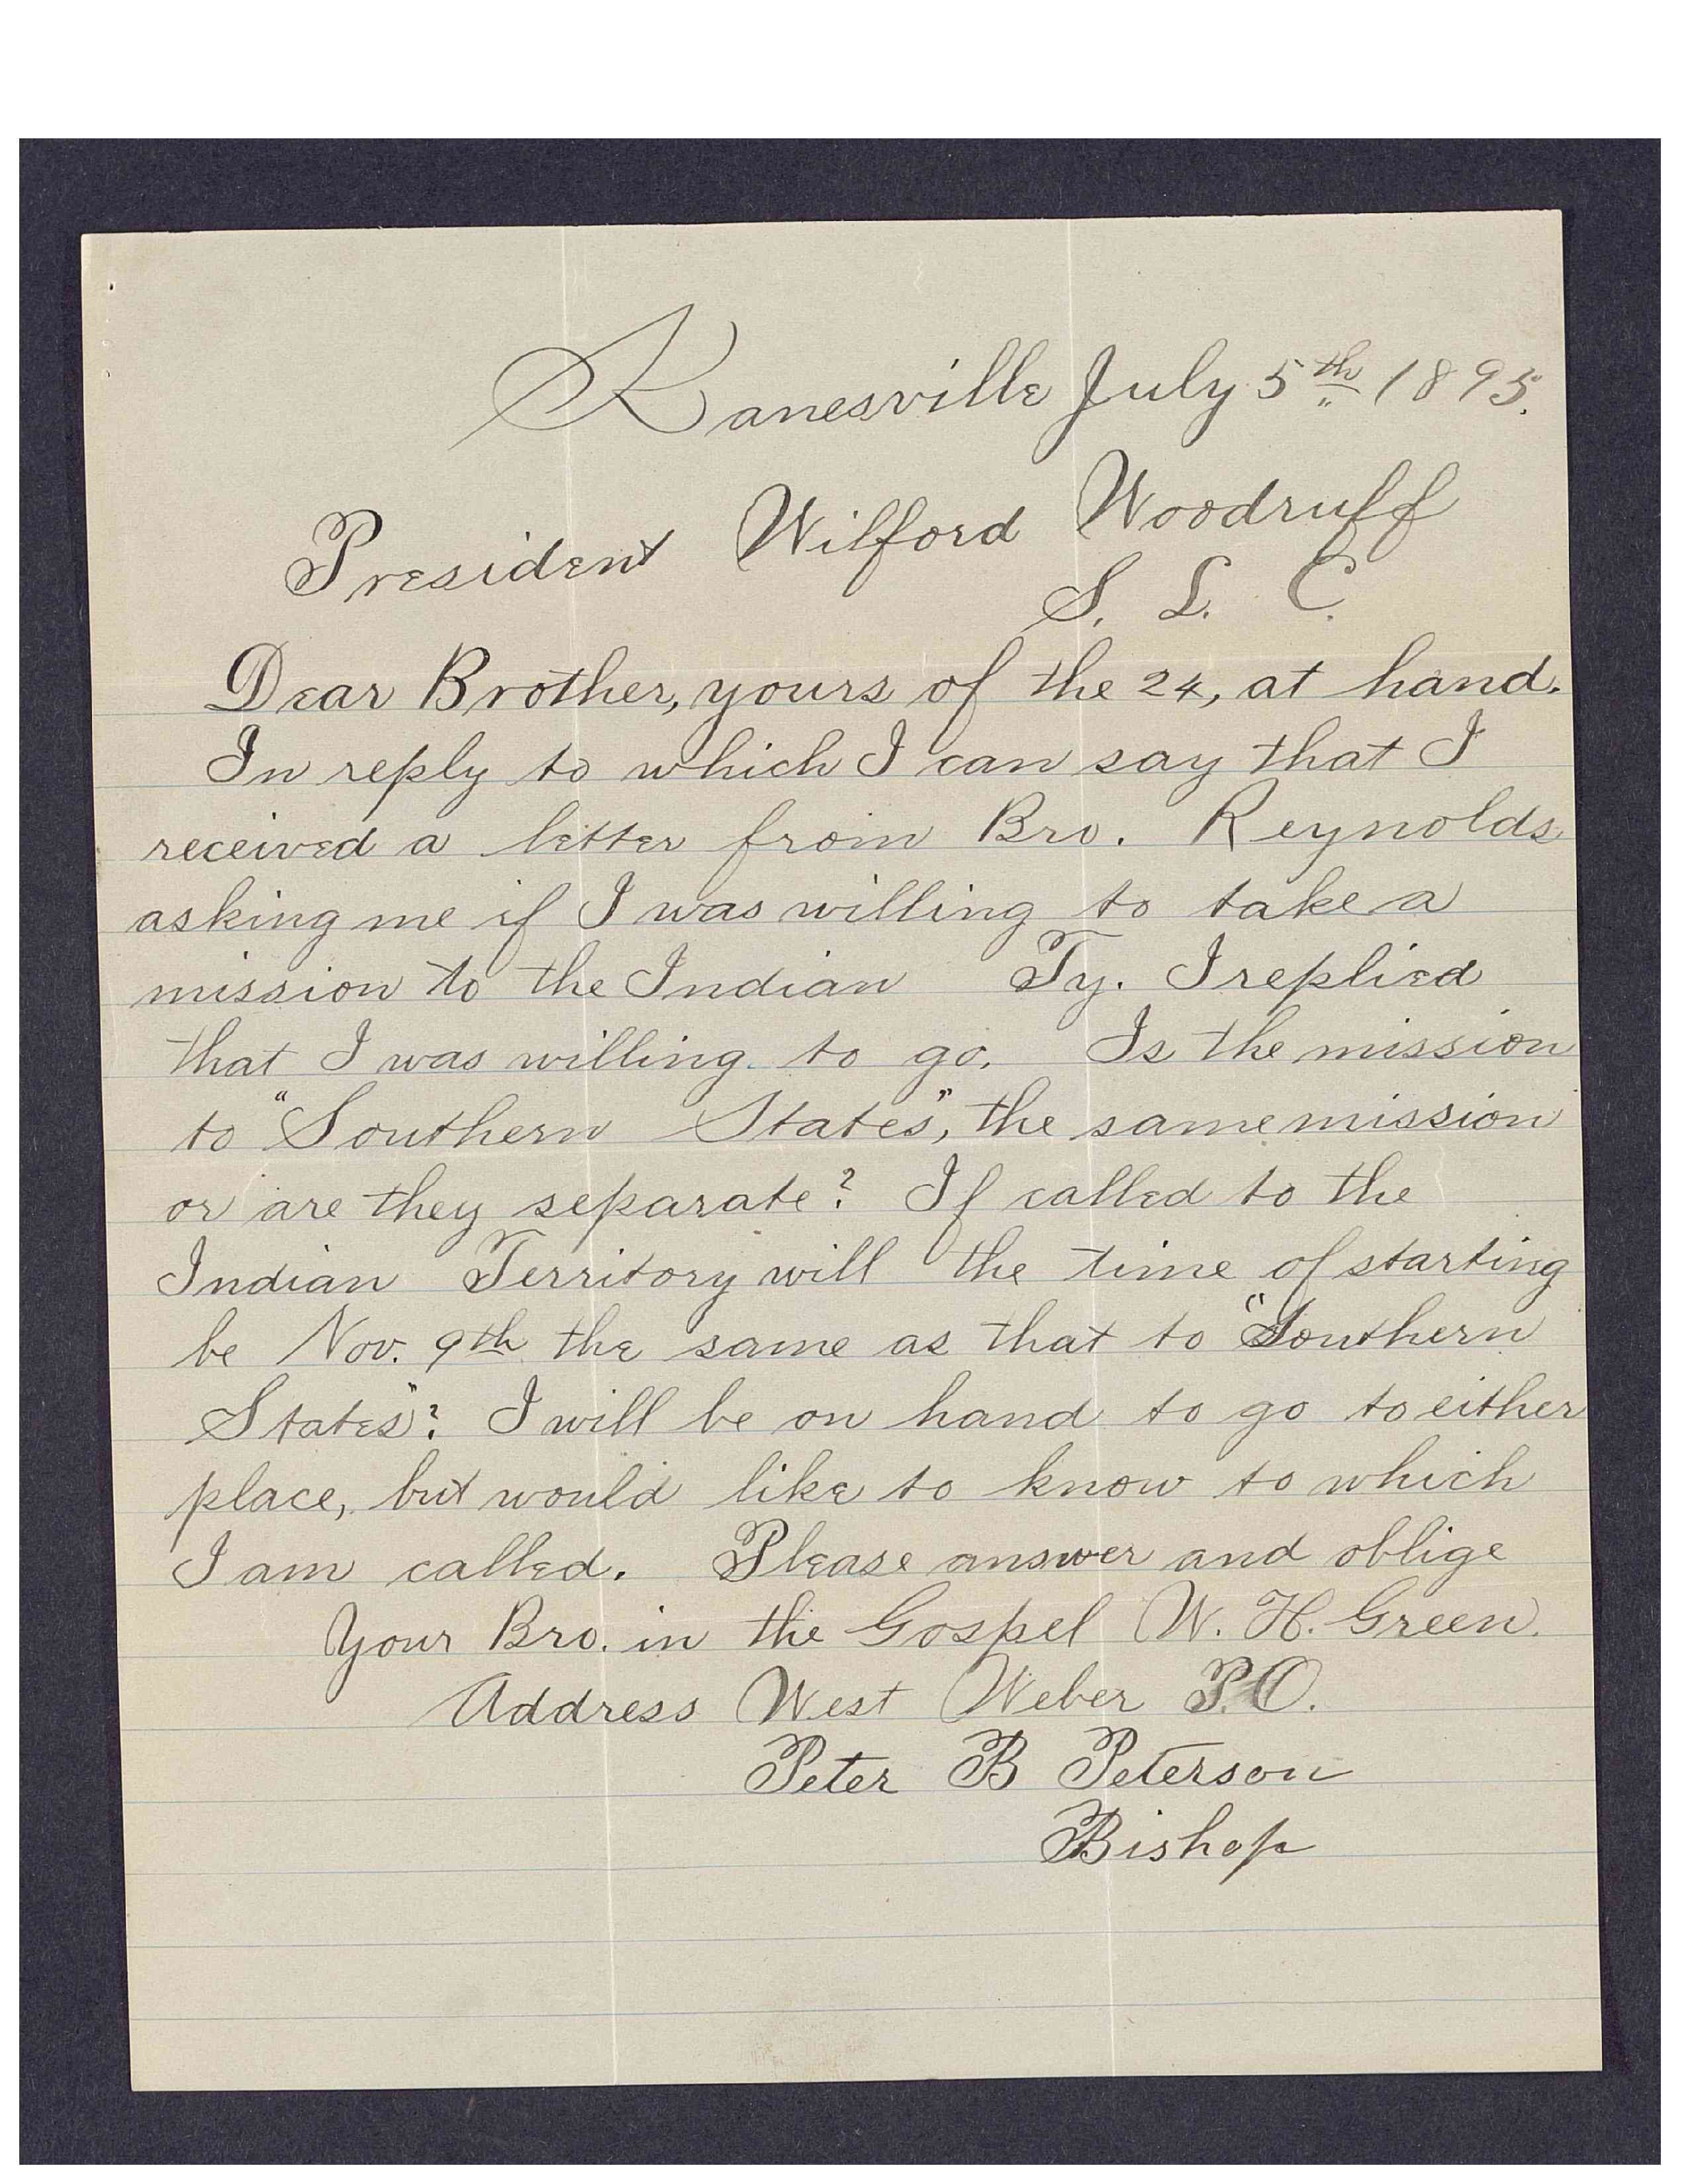 Kanesville July 5th 1895.
President Wilford Woodruff
S. L. C.
Dear Brother, yours of the 24, at hand.
In reply to which I can say that I
received a letter from Bro. Reynolds
asking me if I was willing to take a
mission to the Indian Ty. I replied
that I was willing to go. Is the mission
to "Southern States", the same mission
or are they separate? If called to the
Indian Territory will the time of starting
be Nov. 9th the same as that to "Southern
States"? I will be on hand to go to either
place, but would like to know to which
I am called. Please answer and oblige
Your Bro. in the Gospel W. H. Green.
Address West Weber P.O.
Peter B Peterson
Bishop